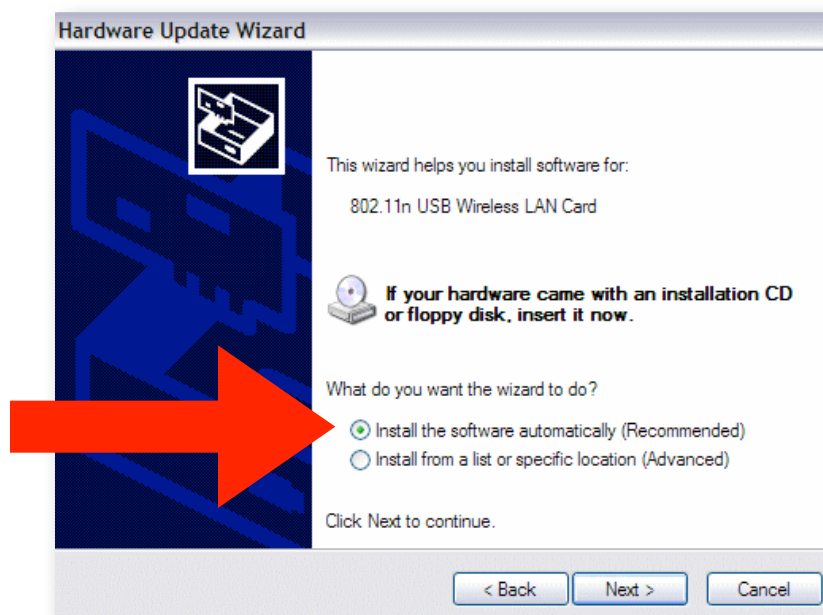 Hardware Update Wizard
This wizard helps you install software for:
802.11n USB Wireless LAN Card
If your hardware came with an installation CD
or floppy disk, insert it now.
What do you want the wizard to do?
Install the software automatically (Recommended)
Install from a list or specific location (Advanced)
Click Next to continue.
< Back Next > Cancel